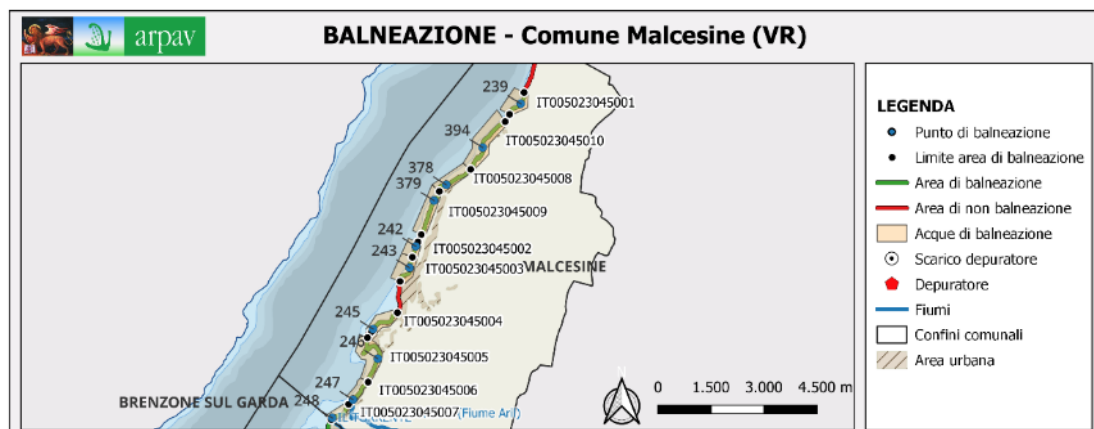 arpav
BALNEAZIONE - Comune Malcesine (VR)
239
IT005023045001
394
IT005023045010
378
IT005023045008
379
IT005023045009
242
IT005023045002
243
IT005023045003
MALCESINE
245
IT005023045004
246
IT005023045005
247
IT005023045006
BRENZONE SUL GARDA
248
IT005023045007
(Fiume Aril)
N
0 1.500 3.000 4.500 m
LEGENDA
Punto di balneazione
Limite area di balneazione
Area di balneazione
Area di non balneazione
Acque di balneazione
Scarico depuratore
Depuratore
Fiumi
Confini comunali
Area urbana